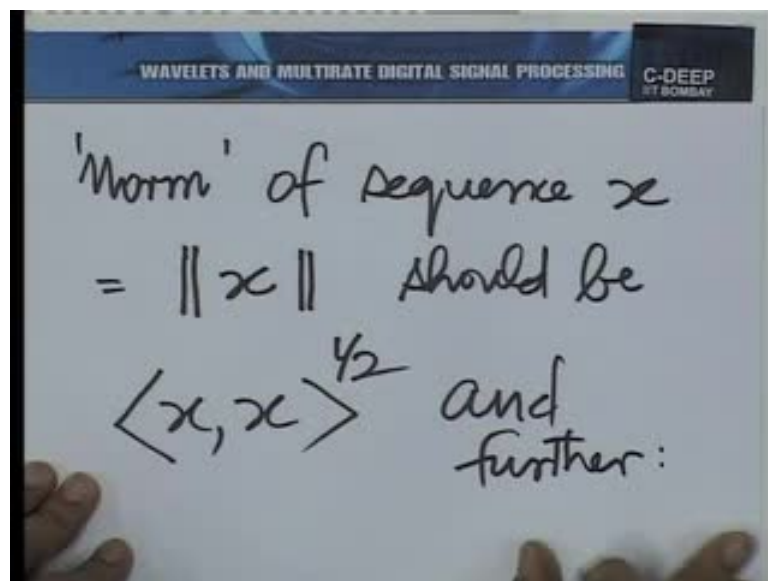 WAVELETS AND MULTIRATE DIGITAL SIGNAL PROCESSING
C-DEEP
IIT BOMBAY
'Norm' of sequence x
= ||x|| should be
⟨x, x⟩^1/2 and
further: